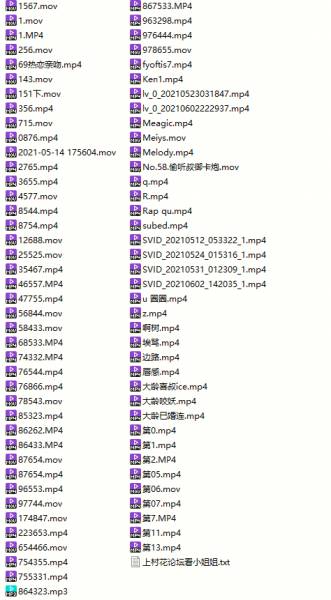 1567.mov
1.mov
1.MP4
256.mov
69热恋亲吻.mp4
143.mov
151下.mov
356.mp4
715.mov
0876.mp4
2021-05-14 175604.mov
2765.mp4
3655.mp4
4577.mov
8544.mp4
8754.mp4
12688.mov
25525.mov
35467.mp4
46557.MP4
47755.mp4
56844.mov
58433.mov
68533.MP4
74332.MP4
76544.mp4
76866.mp4
78543.mov
85323.mp4
86262.MP4
86433.MP4
87654.mov
87654.mp4
96553.mp4
97744.mov
174847.mov
223653.mp4
654466.mov
754355.mp4
755331.mp4
864323.mp3
867533.MP4
963298.mp4
976444.mp4
978655.mov
fyoftis7.mp4
Ken1.mp4
lv_0_20210523031847.mp4
lv_0_20210602222937.mp4
Meagic.mp4
Meiys.mov
Melody.mp4
No.58.偷听叔御卡炮.mov
q.mp4
R.mp4
Rap qu.mp4
subed.mp4
SVID_20210512_053322_1.mp4
SVID_20210524_015316_1.mp4
SVID_20210531_012309_1.mp4
SVID_20210602_142035_1.mp4
u 圆圆.mp4
z.mp4
啊树.mp4
埃骂.mp4
边路.mp4
唇感.mp4
大龄喜叔ice.mp4
大龄咬妖.mp4
大龄已婚连.mp4
第0.mp4
第1.mp4
第2.MP4
第05.mp4
第06.mov
第07.mp4
第7.MP4
第11.mp4
第13.mp4
上村花论坛看小姐姐.txt